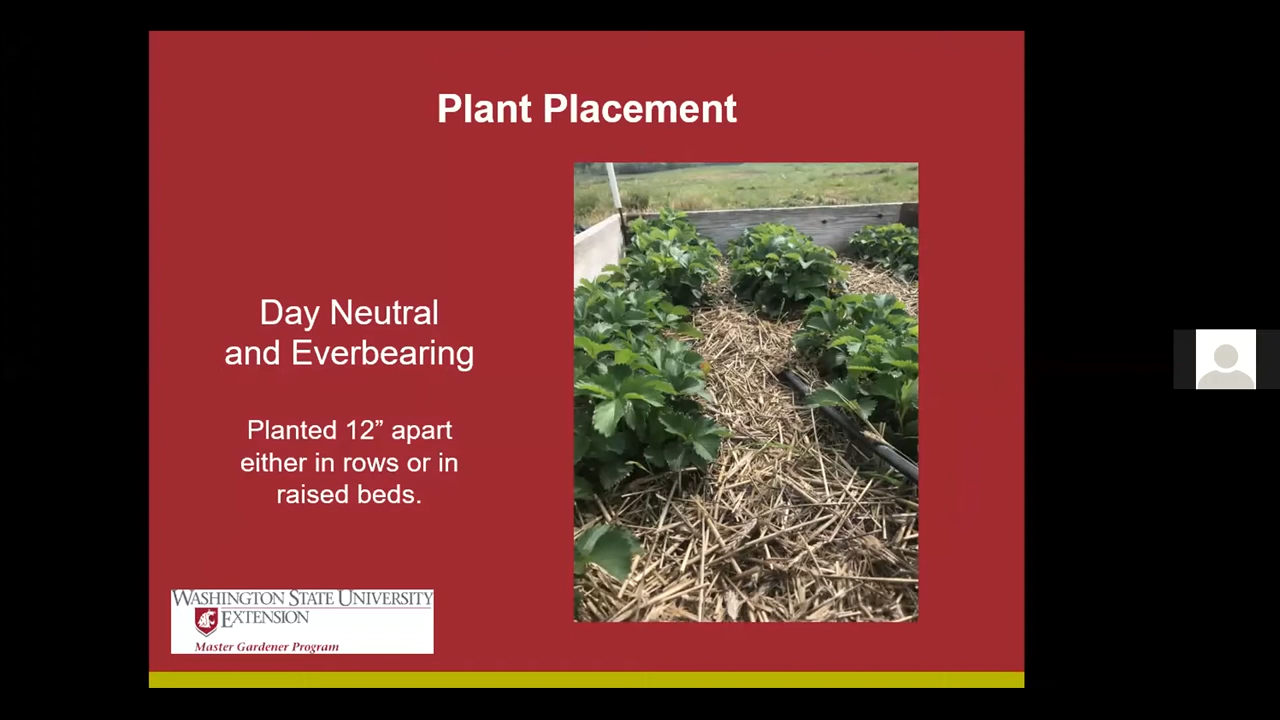 Plant Placement
Day Neutral
and Everbearing
Planted 12” apart
either in rows or in
raised beds.
WASHINGTON STATE UNIVERSITY
EXTENSION
Master Gardener Program